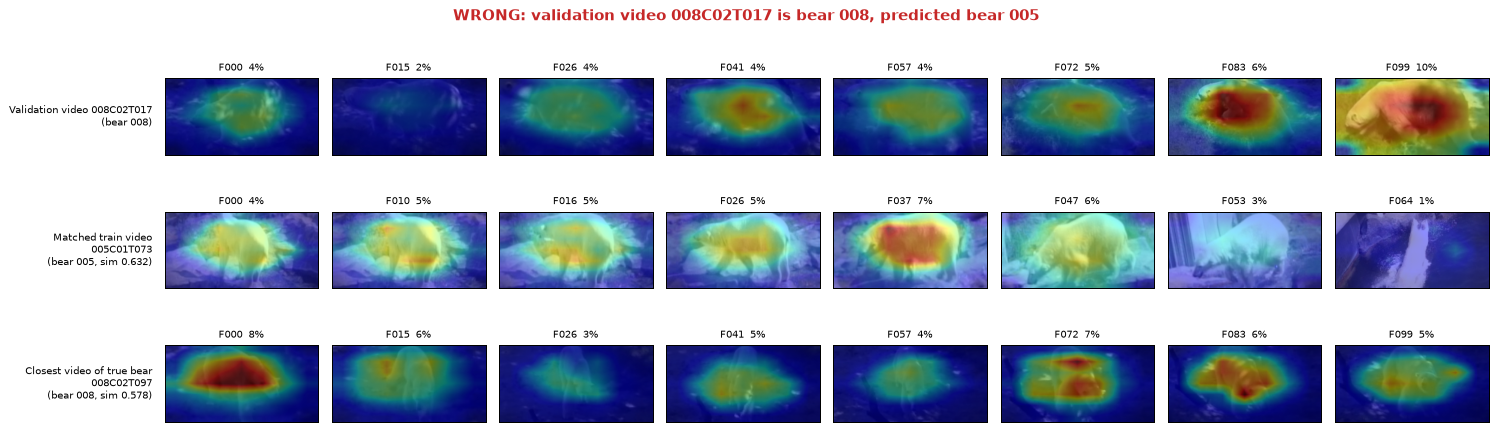 WRONG: validation video 008C02T017 is bear 008, predicted bear 005
F000 4% F015 2% F026 4% F041 4% F057 4% F072 5% F083 6% F099 10%
Validation video 008C02T017
(bear 008)
F000 4% F010 5% F016 5% F026 5% F037 7% F047 6% F053 3% F064 1%
Matched train video
005C01T073
(bear 005, sim 0.632)
F000 8% F015 6% F026 3% F041 5% F057 4% F072 7% F083 6% F099 5%
Closest video of true bear
008C02T097
(bear 008, sim 0.578)